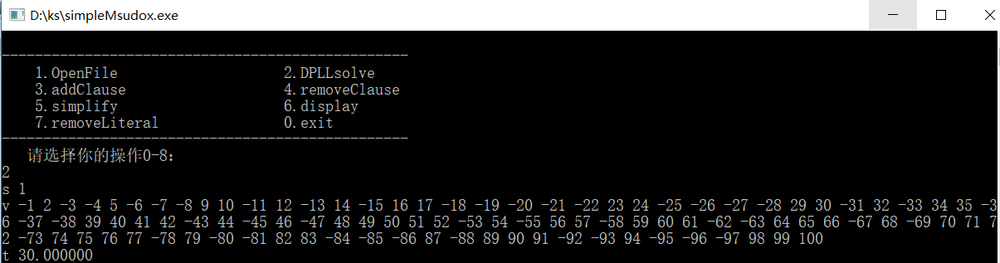 D:\ks\simpleMsudox.exe
--------------------------------------------------
1.OpenFile 2.DPLLsolve
3.addClause 4.removeClause
5.simplify 6.display
7.removeLiteral 0.exit
--------------------------------------------------
请选择你的操作0-8:
2
s 1
v -1 2 -3 -4 5 -6 -7 -8 9 10 -11 12 -13 14 -15 16 17 -18 -19 -20 -21 -22 23 24 -25 -26 -27 -28 29 30 -31 32 -33 34 35 -3
6 -37 -38 39 40 41 42 -43 44 -45 46 -47 48 49 50 51 52 -53 54 -55 56 57 -58 59 60 61 -62 -63 64 65 66 -67 68 -69 70 71 7
2 -73 74 75 76 77 -78 79 -80 -81 82 83 -84 -85 -86 87 -88 89 90 91 -92 -93 94 -95 -96 -97 98 99 100
t 30.000000